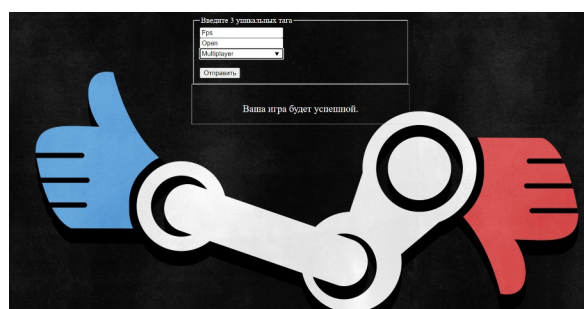 Введите 3 уникальных тага
Fps
Open
Multiplayer
Отправить
Ваша игра будет успешной.